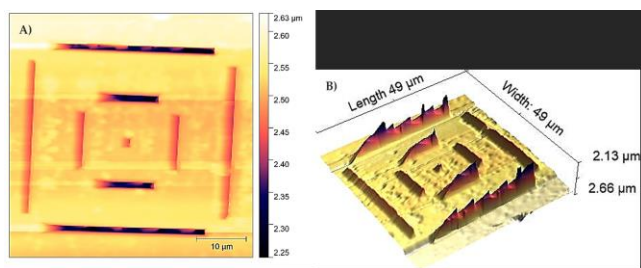 A)
2.63 µm
2.60
2.55
2.50
2.45
2.40
2.35
2.30
2.25
10 µm
B)
Length 49 µm
Width: 49 µm
2.13 µm
2.66 µm